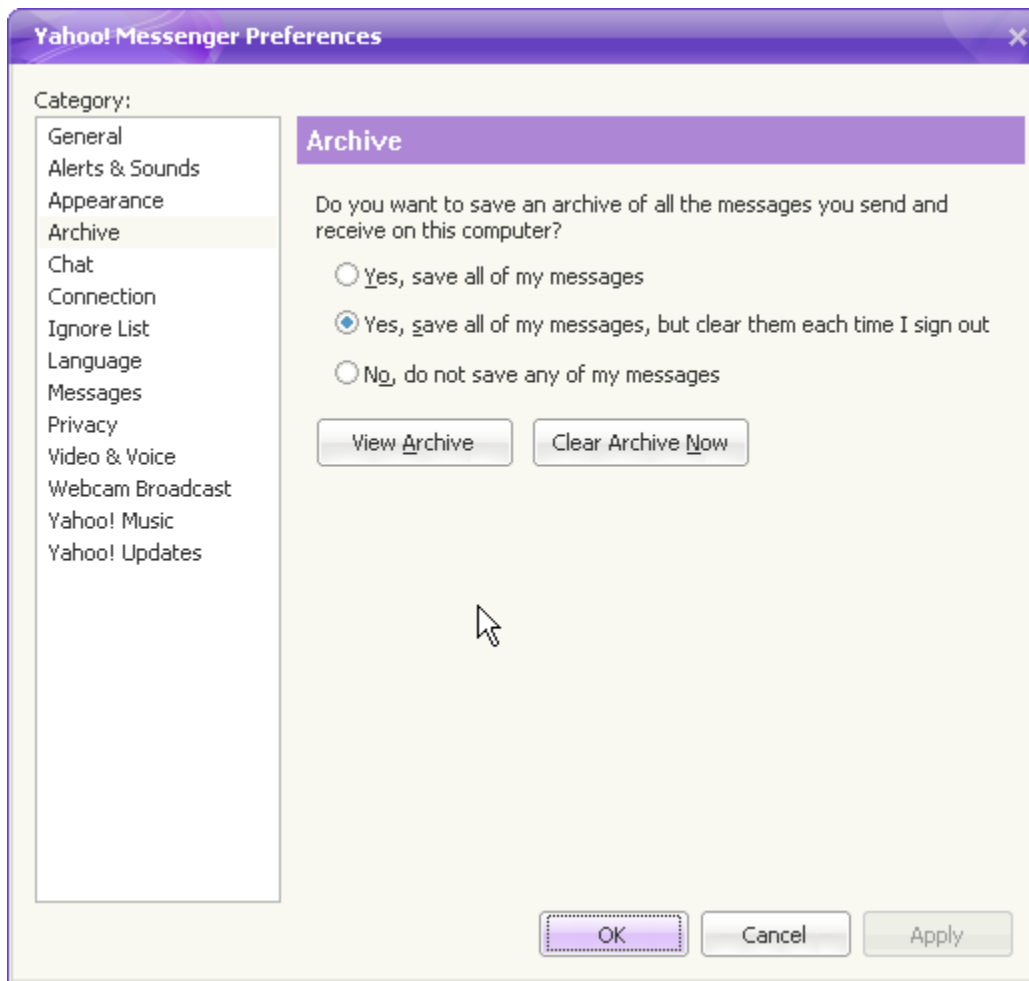 Yahoo! Messenger Preferences
Category:
General
Alerts & Sounds
Appearance
Archive
Chat
Connection
Ignore List
Language
Messages
Privacy
Video & Voice
Webcam Broadcast
Yahoo! Music
Yahoo! Updates
Archive
Do you want to save an archive of all the messages you send and
receive on this computer?
Yes, save all of my messages
Yes, save all of my messages, but clear them each time I sign out
No, do not save any of my messages
View Archive
Clear Archive Now
OK
Cancel
Apply